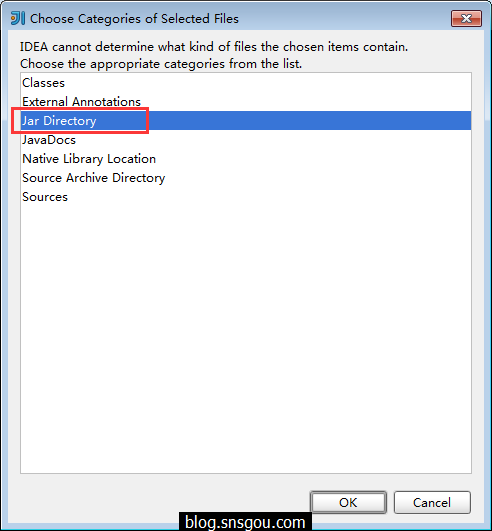 Choose Categories of Selected Files
IDEA cannot determine what kind of files the chosen items contain.
Choose the appropriate categories from the list.
Classes
External Annotations
Jar Directory
JavaDocs
Native Library Location
Source Archive Directory
Sources
OK
Cancel
blog.snsgou.com